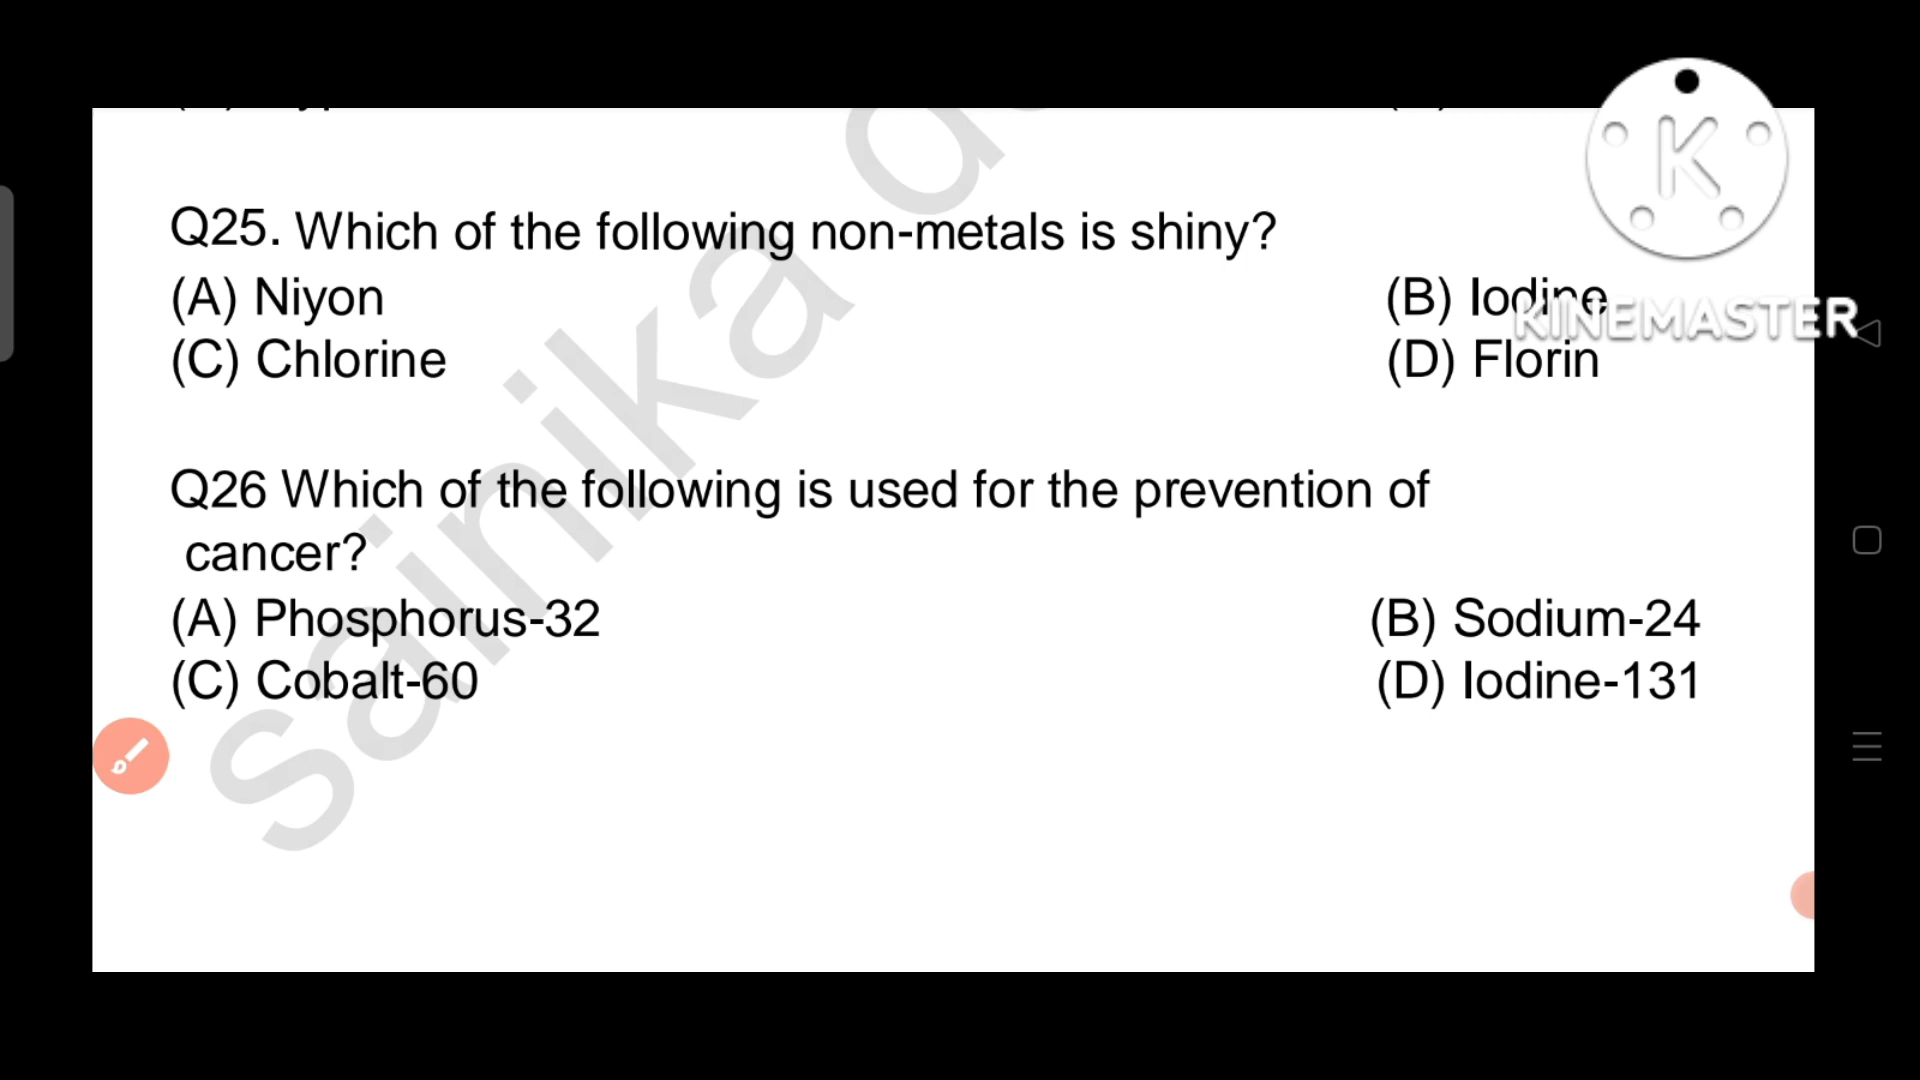 Q25. Which of the following non-metals is shiny?
(A) Niyon (B) Iodine
(C) Chlorine (D) Florin
Q26 Which of the following is used for the prevention of
cancer?
(A) Phosphorus-32 (B) Sodium-24
(C) Cobalt-60 (D) Iodine-131
K
KINEMASTER
sainika